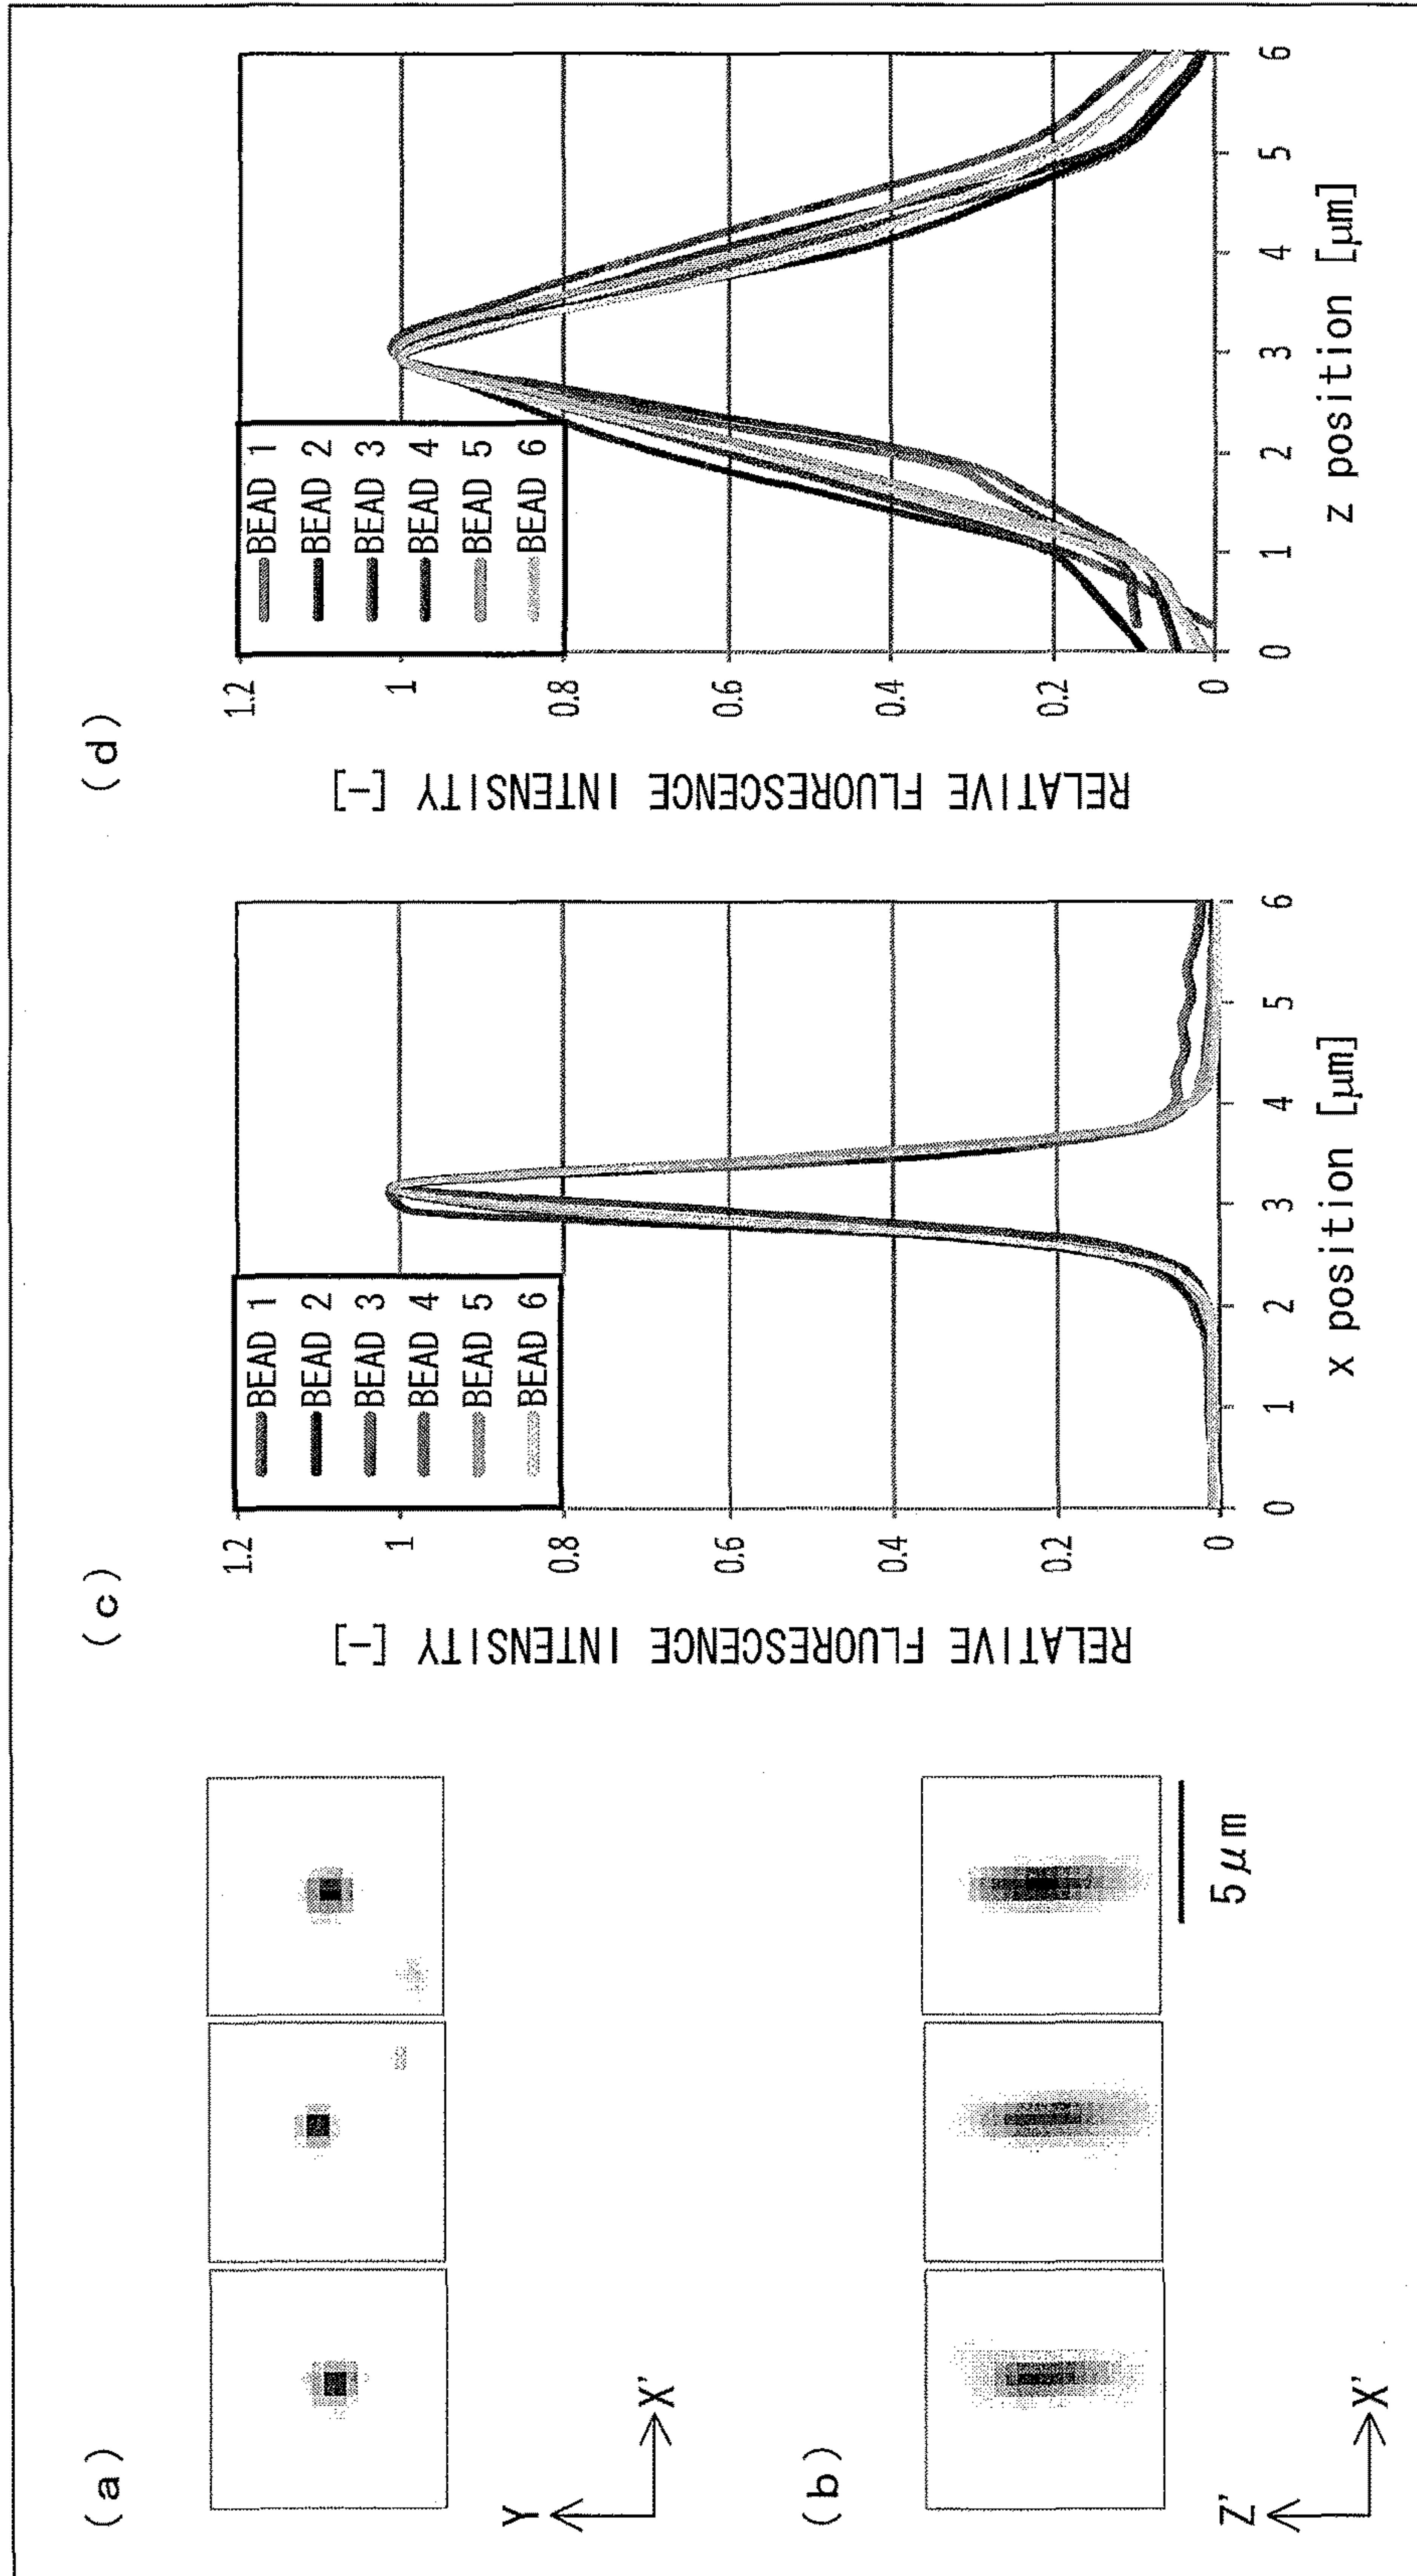 (a)
Y
X'
(b)
Z'
X'
5μm
(c)
RELATIVE FLUORESCENCE INTENSITY [-]
1.2
1
0.8
0.6
0.4
0.2
0
BEAD 1
BEAD 2
BEAD 3
BEAD 4
BEAD 5
BEAD 6
0 1 2 3 4 5 6
x position [μm]
(d)
RELATIVE FLUORESCENCE INTENSITY [-]
1.2
1
0.8
0.6
0.4
0.2
0
BEAD 1
BEAD 2
BEAD 3
BEAD 4
BEAD 5
BEAD 6
0 1 2 3 4 5 6
z position [μm]